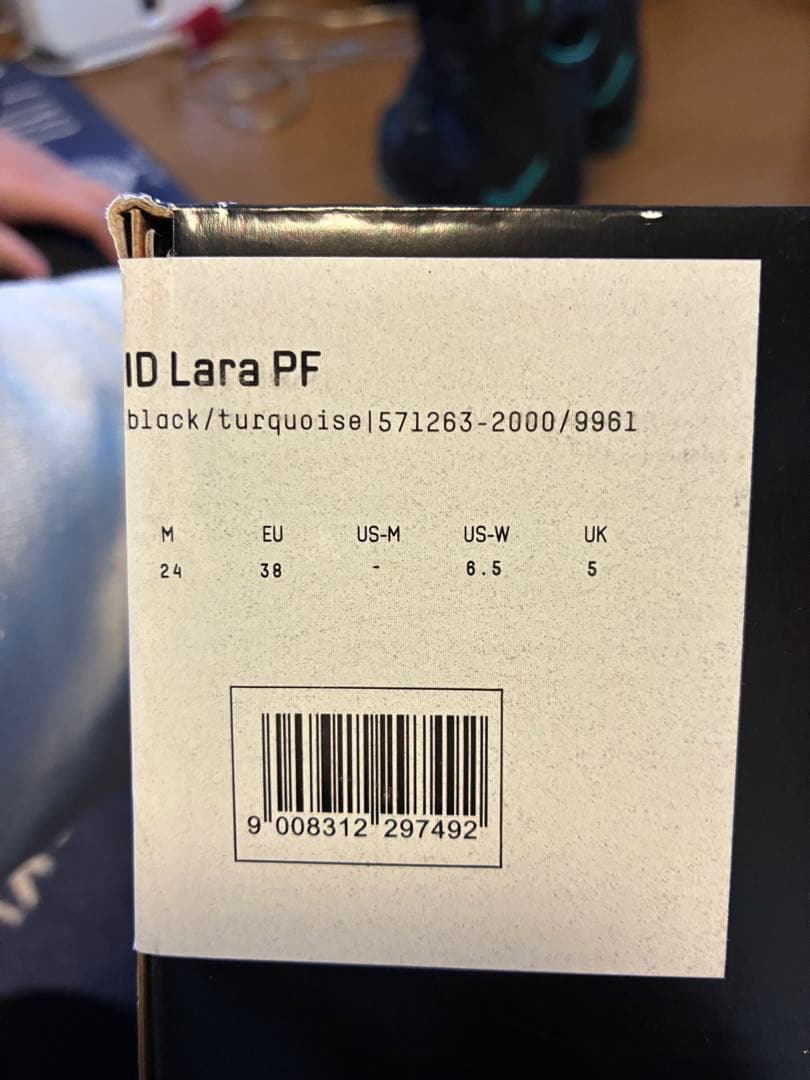 ID Lara PF
black/turquoise|571263-2000/9961
M EU US-M US-W UK
24 38 - 6.5 5
9 008312 297492